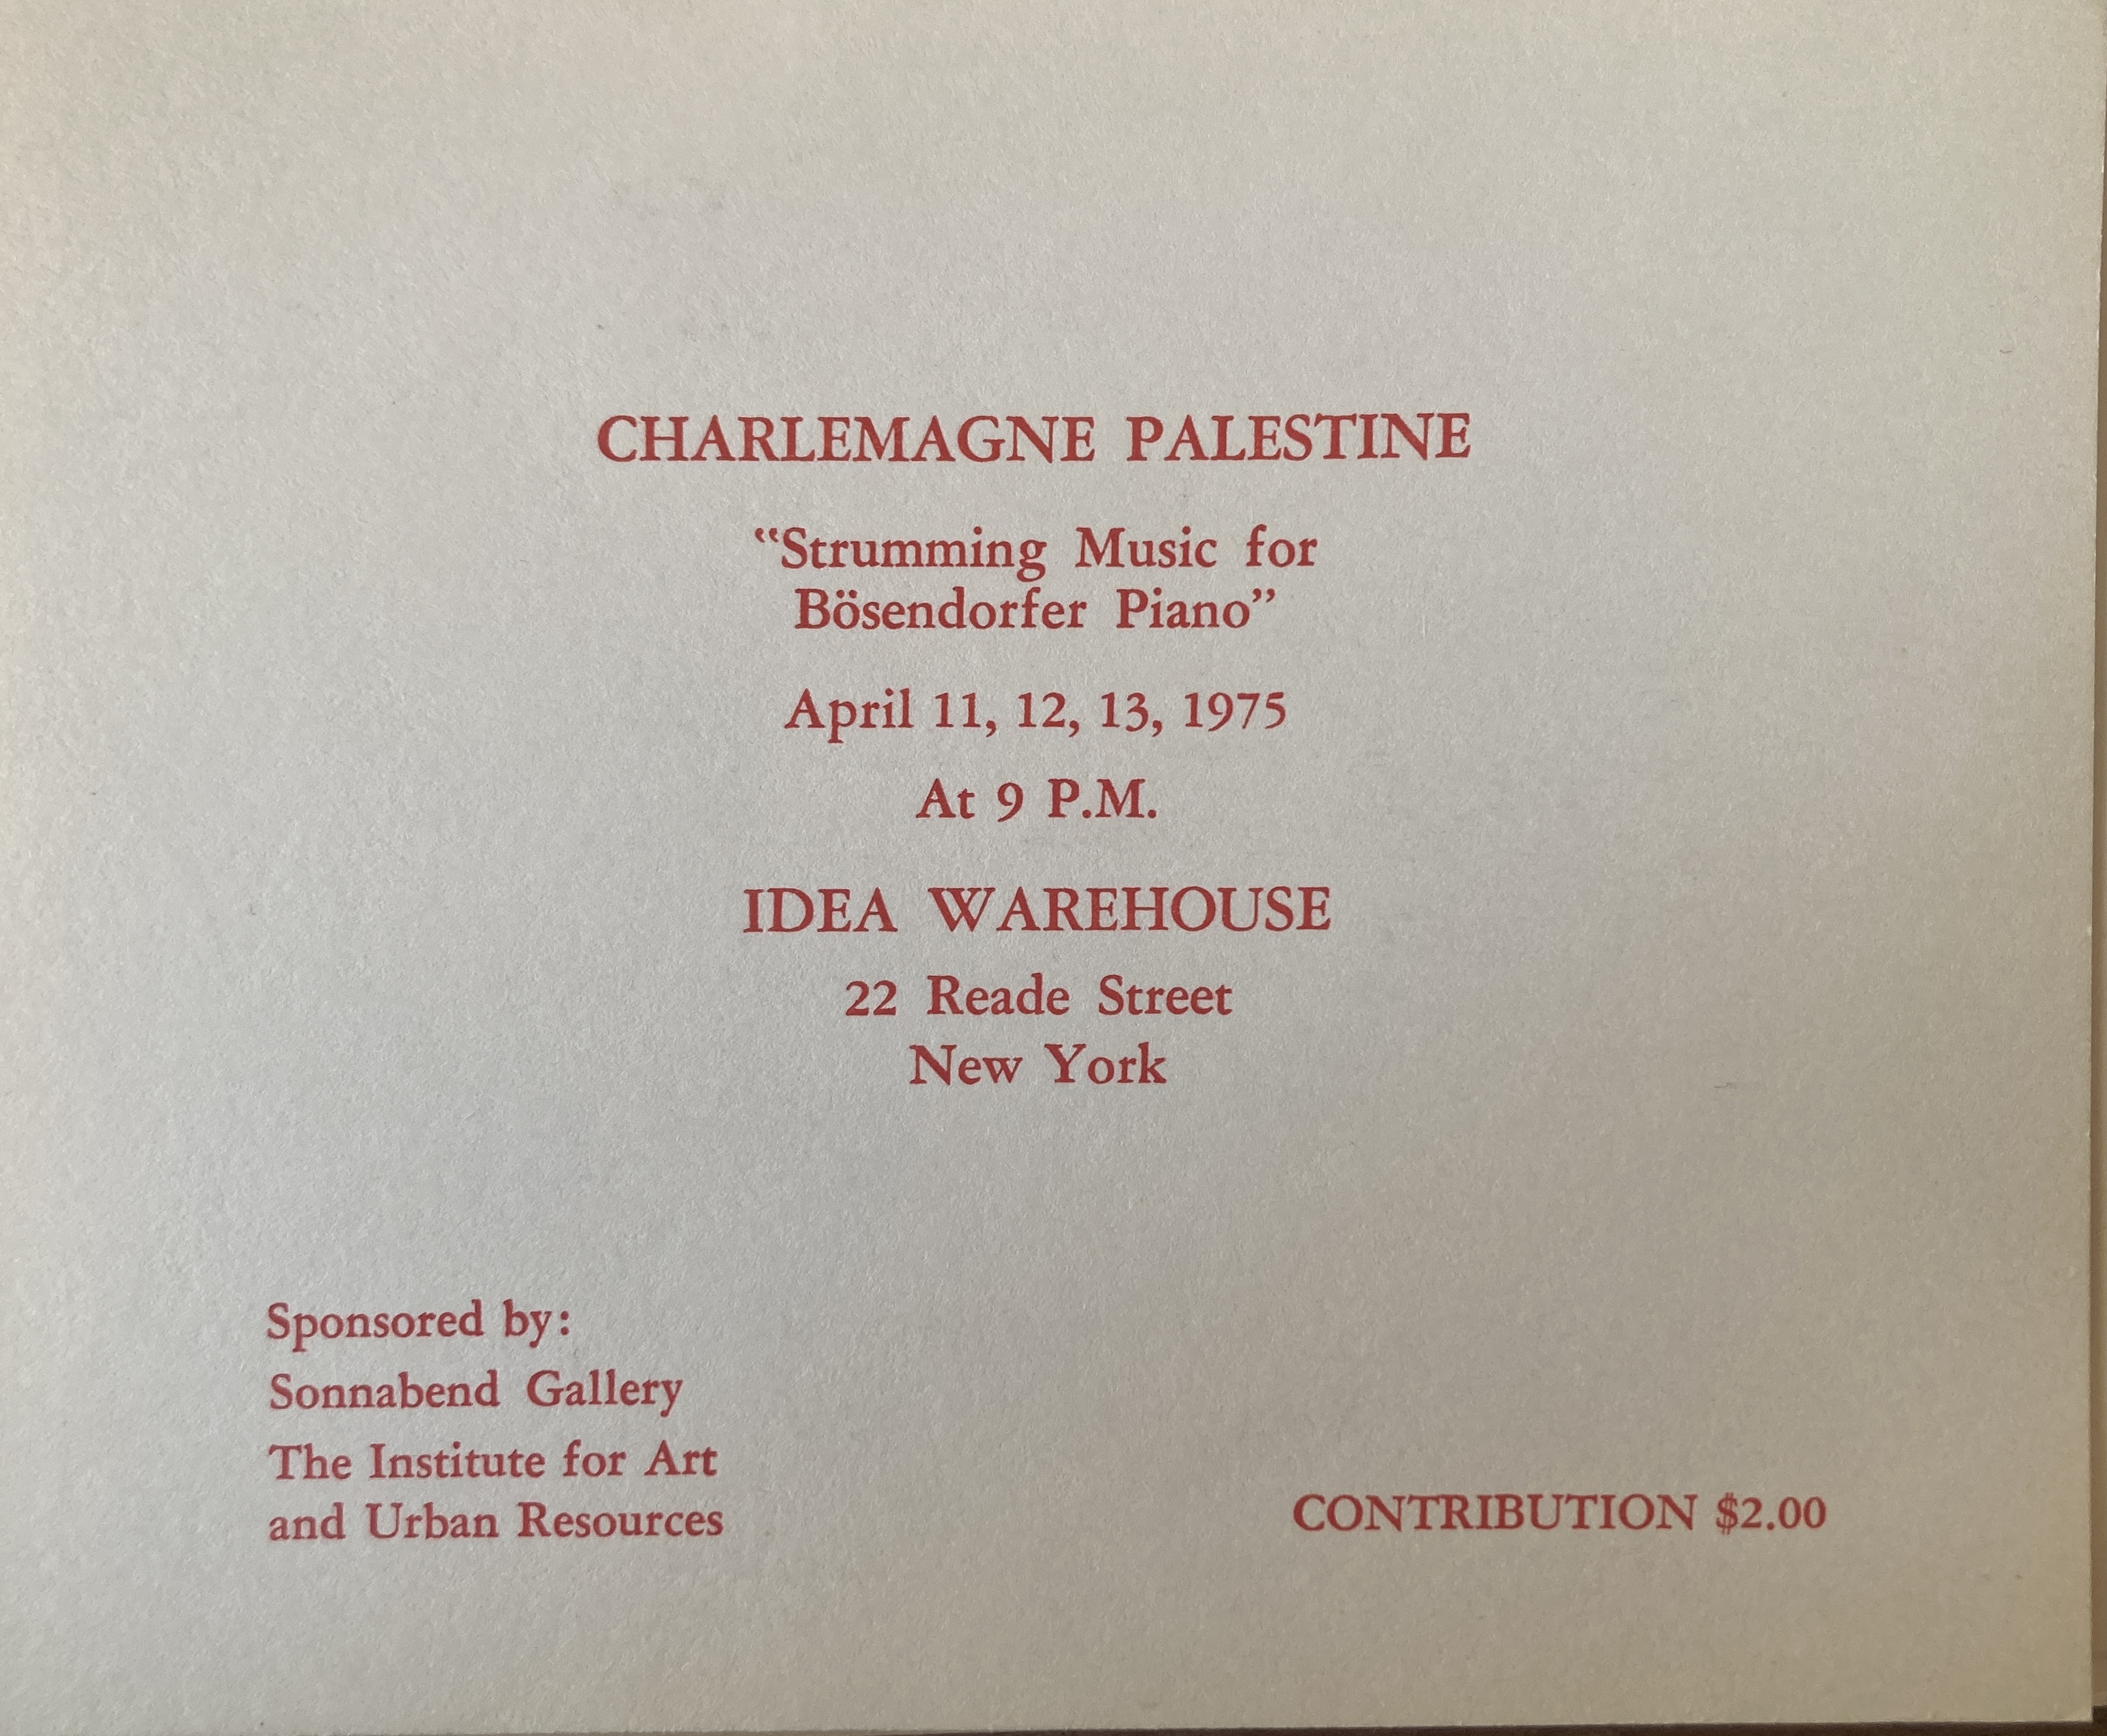 CHARLEMAGNE PALESTINE
“Strumming Music for
Bösendorfer Piano”
April 11, 12, 13, 1975
At 9 P.M.
IDEA WAREHOUSE
22 Reade Street
New York
Sponsored by:
Sonnabend Gallery
The Institute for Art
and Urban Resources
CONTRIBUTION $2.00